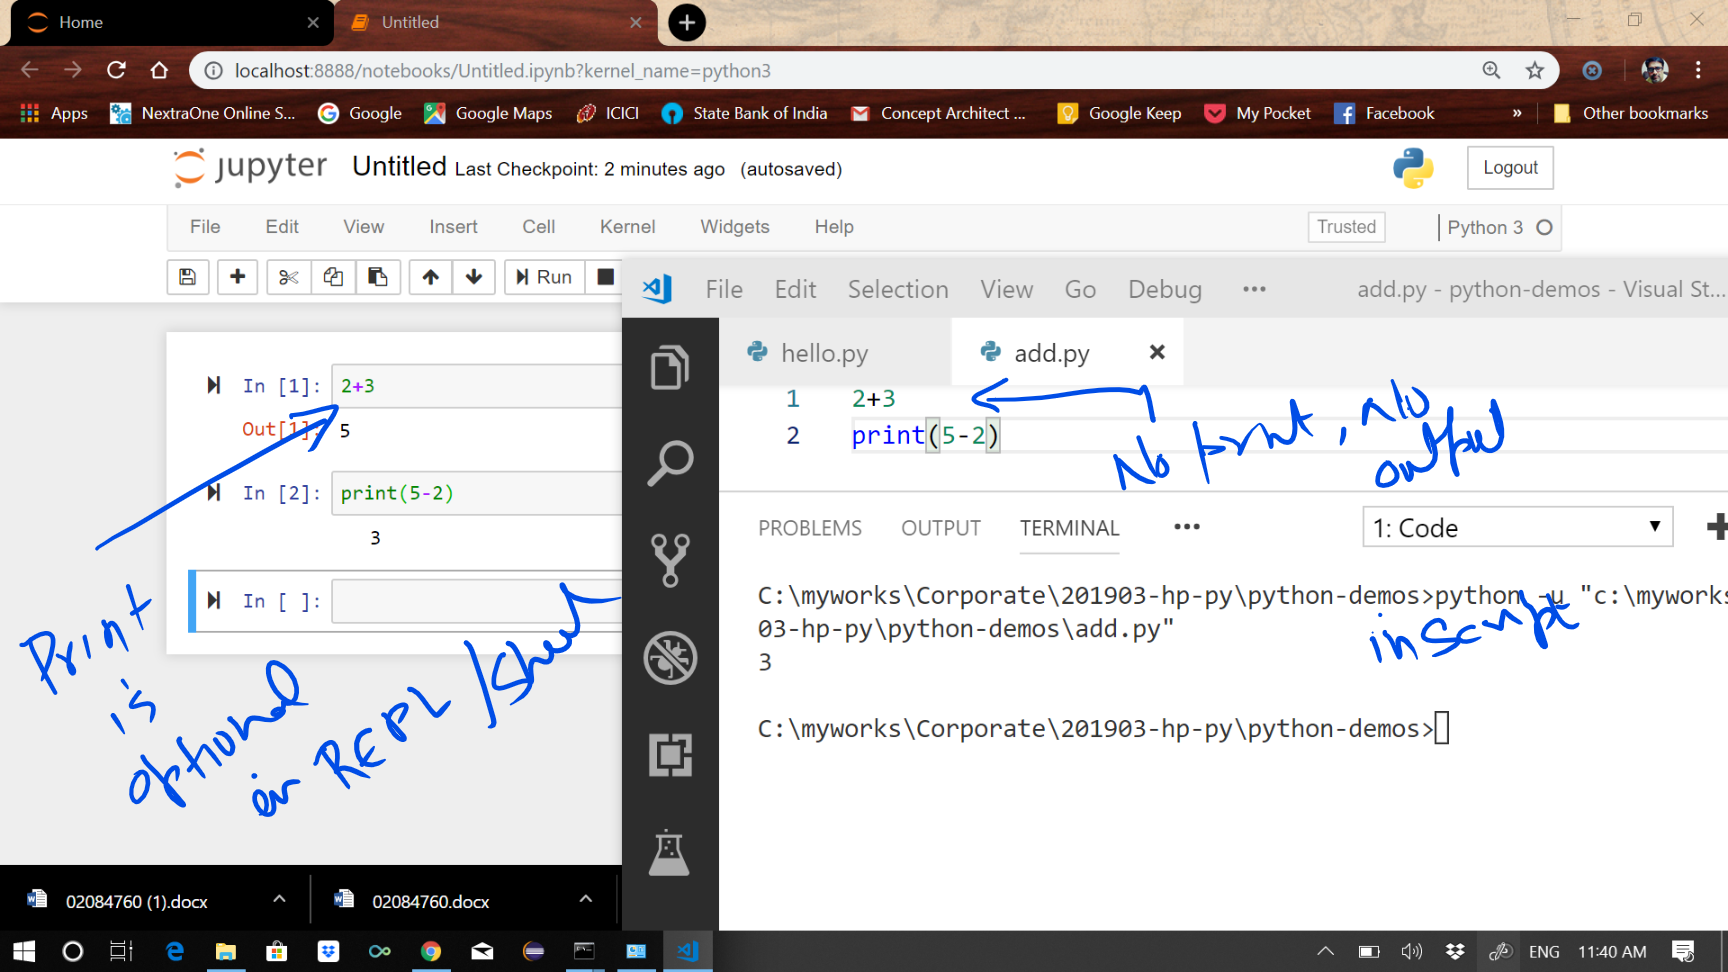 Home
Untitled
localhost:8888/notebooks/Untitled.ipynb?kernel_name=python3
Apps NextraOne Online S... Google Google Maps ICICI State Bank of India Concept Architect ... Google Keep My Pocket Facebook » Other bookmarks
jupyter Untitled Last Checkpoint: 2 minutes ago (autosaved)
Logout
File Edit View Insert Cell Kernel Widgets Help
Trusted
Python 3
Run
In [1]: 2+3
Out[1]: 5
In [2]: print(5-2)
3
In [ ]:
Print
is
optional
in REPL /Shell
File Edit Selection View Go Debug ··· add.py - python-demos - Visual St...
hello.py
add.py
1 2+3
2 print(5-2)
No print, no
output
in Script
PROBLEMS OUTPUT TERMINAL ···
1: Code
C:\myworks\Corporate\201903-hp-py\python-demos>python -u "c:\myworks
03-hp-py\python-demos\add.py"
3
C:\myworks\Corporate\201903-hp-py\python-demos>
02084760 (1).docx
02084760.docx
ENG 11:40 AM